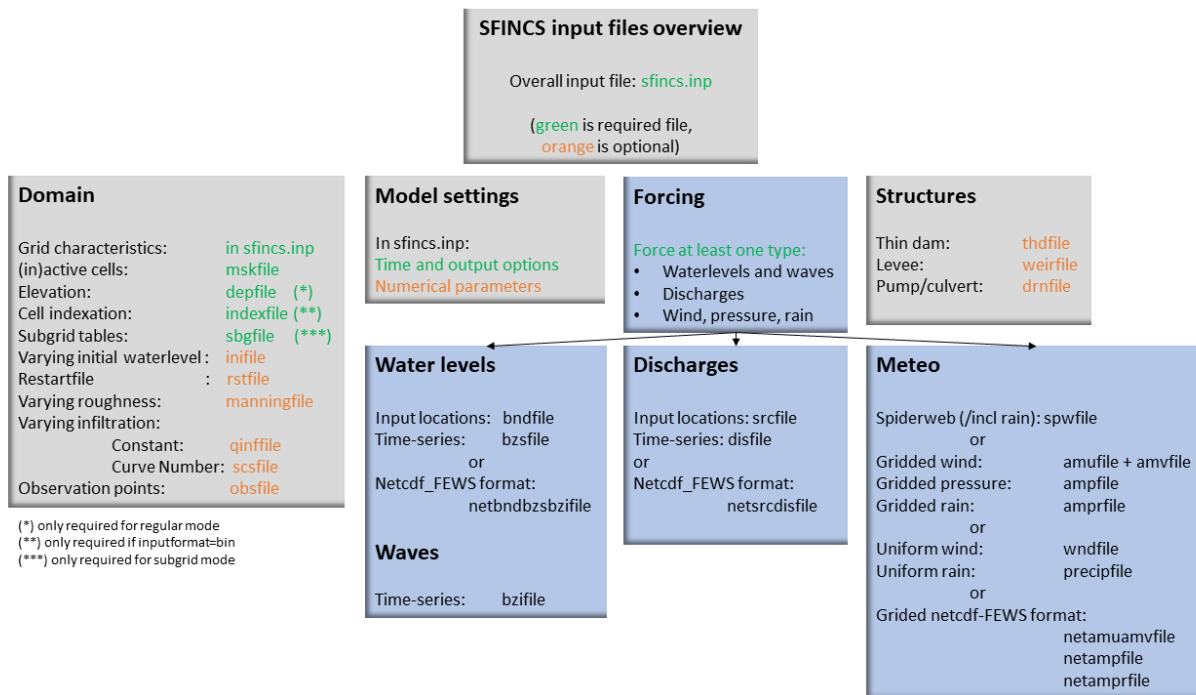 SFINCS input files overview
Overall input file: sfincs.inp
(green is required file,
orange is optional)
Domain
Grid characteristics: in sfincs.inp
(in)active cells: mskfile
Elevation: depfile (*)
Cell indexation: indexfile (**)
Subgrid tables: sbgfile (***)
Varying initial waterlevel : inifile
Restartfile : rstfile
Varying roughness: manningfile
Varying infiltration:
Constant: qinffile
Curve Number: scsfile
Observation points: obsfile
(*) only required for regular mode
(**) only required if inputformat=bin
(***) only required for subgrid mode
Model settings
In sfincs.inp:
Time and output options
Numerical parameters
Forcing
Force at least one type:
• Waterlevels and waves
• Discharges
• Wind, pressure, rain
Structures
Thin dam: thdfile
Levee: weirfile
Pump/culvert: drnfile
Water levels
Input locations: bndfile
Time-series: bzsfile
or
Netcdf_FEWS format:
netbndbzsbzifile
Waves
Time-series: bzifile
Discharges
Input locations: srcfile
Time-series: disfile
or
Netcdf_FEWS format:
netsrcdisfile
Meteo
Spiderweb (/incl rain): spwfile
or
Gridded wind: amufile + amvfile
Gridded pressure: ampfile
Gridded rain: amprfile
or
Uniform wind: wndfile
Uniform rain: precipfile
or
Grided netcdf-FEWS format:
netamuamvfile
netampfile
netamprfile